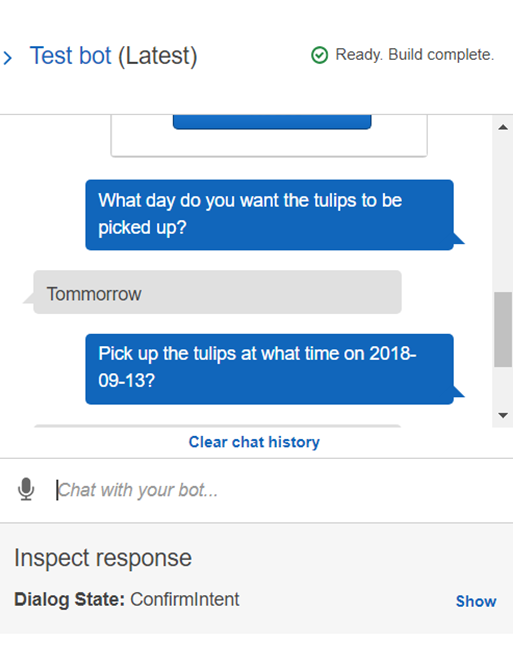 Test bot (Latest)
Ready. Build complete.
What day do you want the tulips to be
picked up?
Tommorrow
Pick up the tulips at what time on 2018-
09-13?
Clear chat history
Chat with your bot...
Inspect response
Dialog State: ConfirmIntent
Show